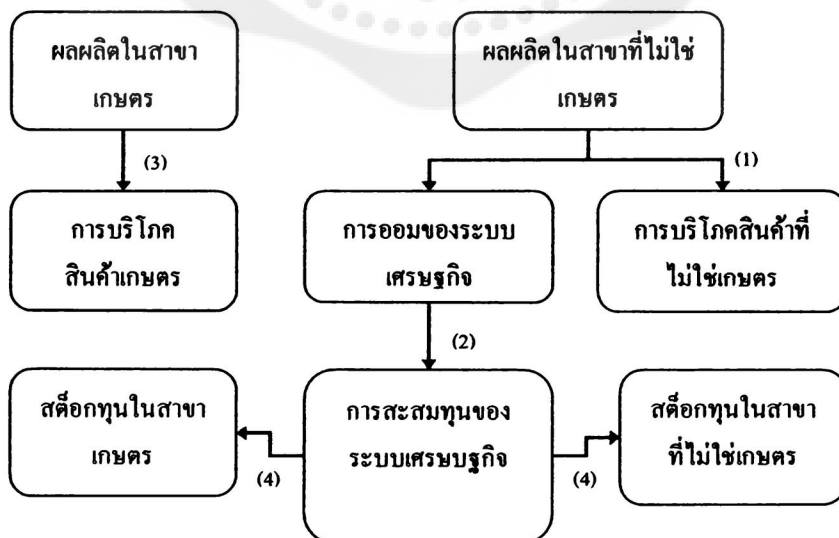 ผลผลิตในสาขา
เกษตร
ผลผลิตในสาขาที่ไม่ใช่
เกษตร
(3)
(1)
การบริโภค
สินค้าเกษตร
การออมของระบบ
เศรษฐกิจ
การบริโภคสินค้าที่
ไม่ใช่เกษตร
(2)
สต็อกทุนในสาขา
เกษตร
การสะสมทุนของ
ระบบเศรษบฐกิจ
สต็อกทุนในสาขา
ที่ไม่ใช่เกษตร
(4)
(4)